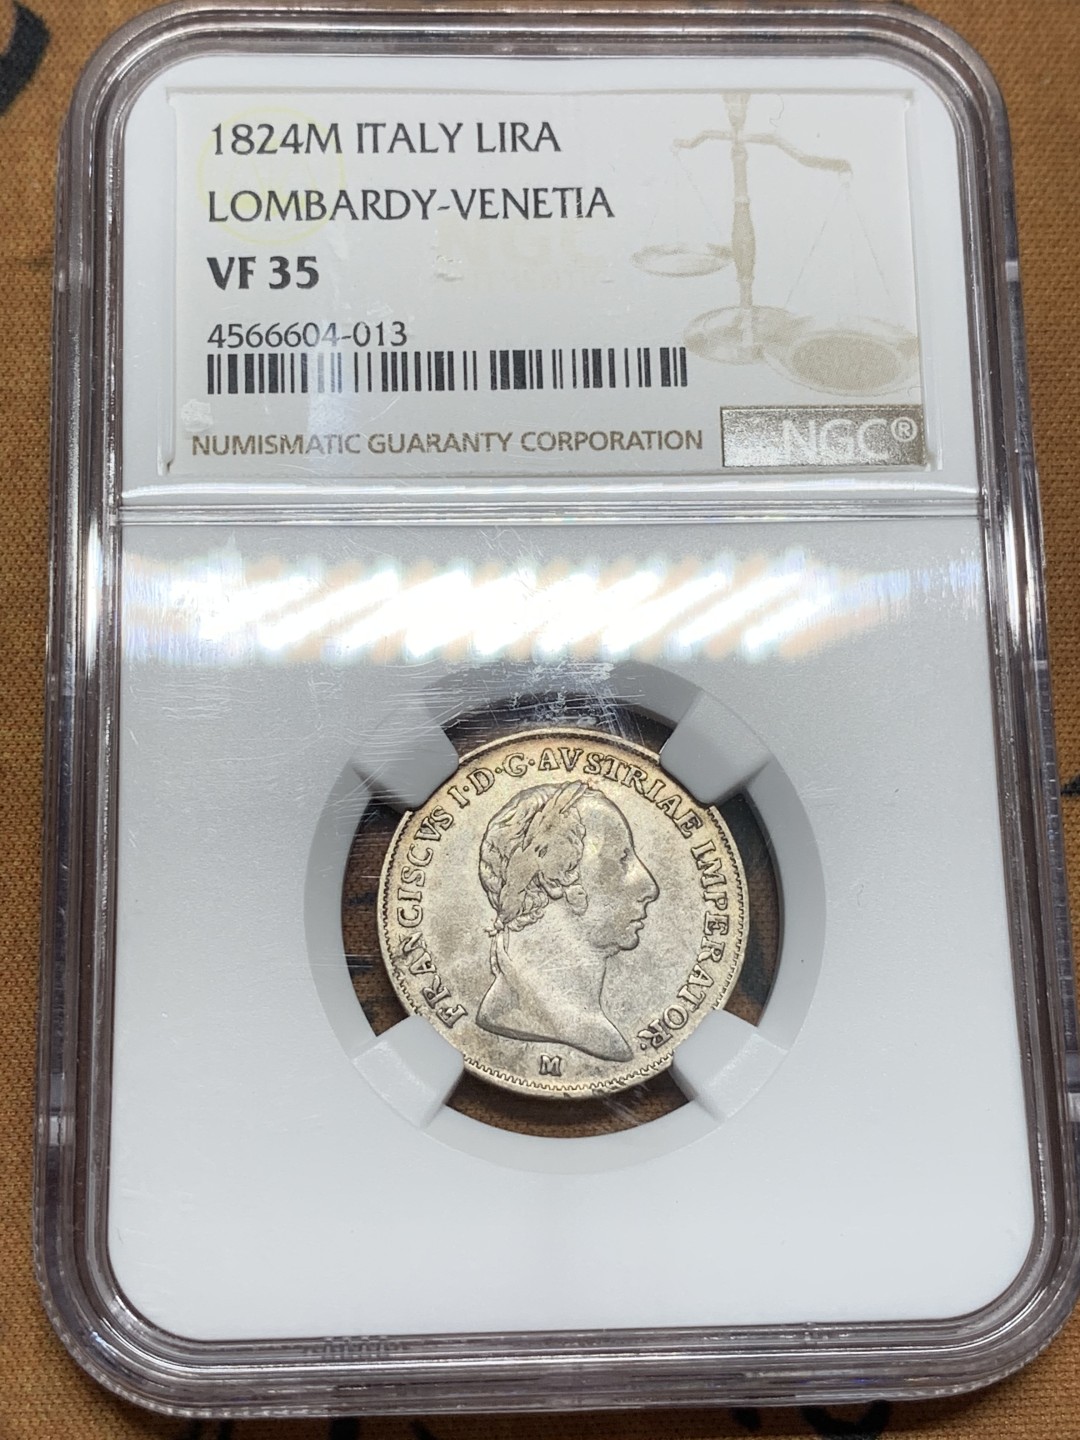 1824M ITALY LIRA
LOMBARDY-VENETIA
VF 35
4566604-013
NUMISMATIC GUARANTY CORPORATION
NGC®
FRANCISCVS I·D·G·AVSTRIAE IMPERATOR·
M